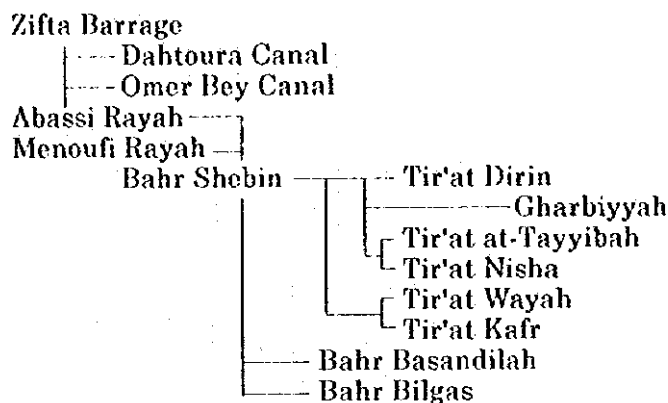 Zifta Barrage
Dahtoura Canal
Omer Bey Canal
Abassi Rayah
Menoufi Rayah
Bahr Shebin
Tir'at Dirin
Gharbiyyah
Tir'at at-Tayyibah
Tir'at Nisha
Tir'at Wayah
Tir'at Kafr
Bahr Basandilah
Bahr Bilgas